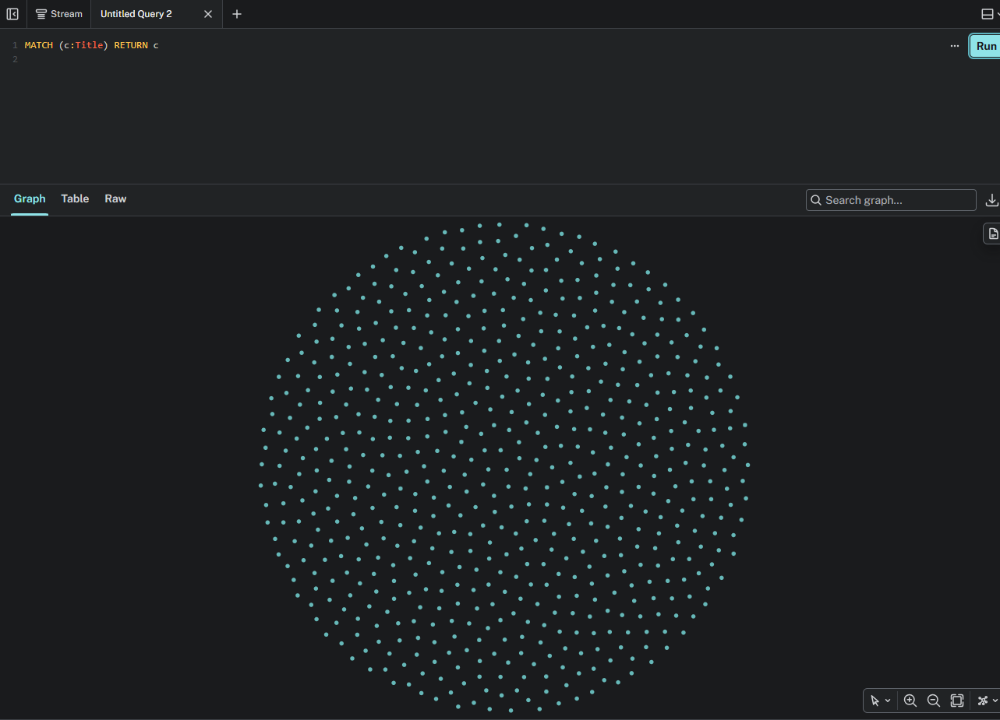 Stream
Untitled Query 2
1 MATCH (c:Title) RETURN c
2
Run
Graph
Table
Raw
Search graph...